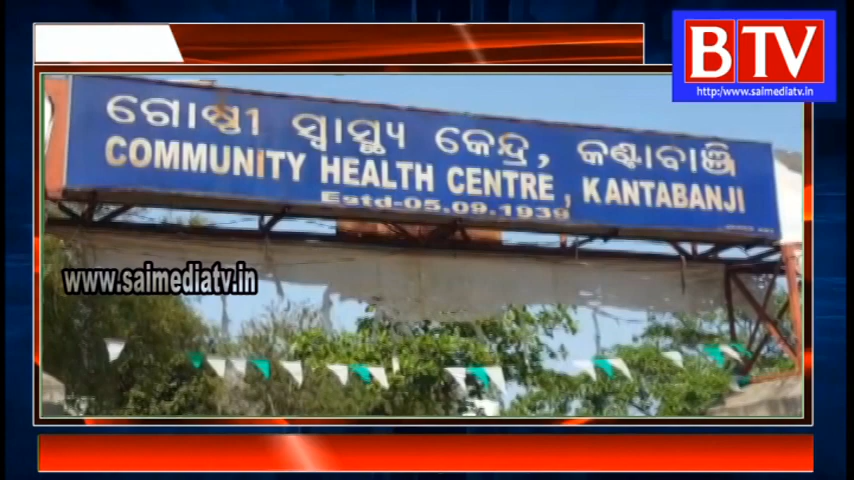 BTV
http:/www.saimediatv.in
ଗୋଷ୍ଠୀ ସ୍ୱାସ୍ଥ୍ୟ କେନ୍ଦ୍ର, କଣ୍ଟାବାଞ୍ଜି
COMMUNITY HEALTH CENTRE, KANTABANJI
Estd-05.09.1939
www.saimediatv.in